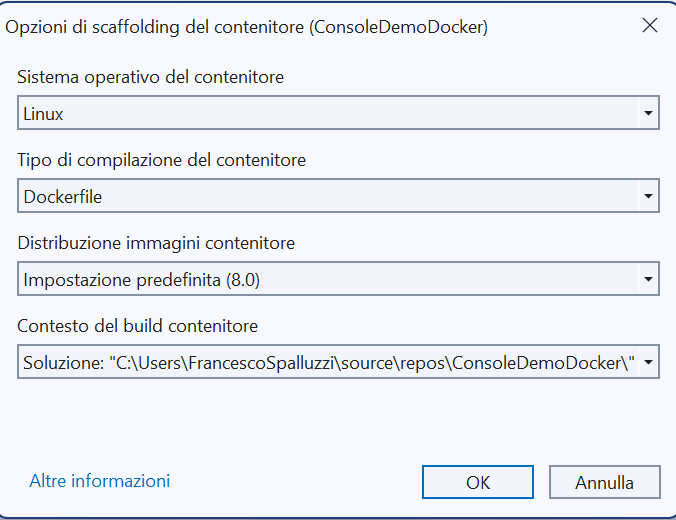 Opzioni di scaffolding del contenitore (ConsoleDemoDocker)
Sistema operativo del contenitore
Linux
Tipo di compilazione del contenitore
Dockerfile
Distribuzione immagini contenitore
Impostazione predefinita (8.0)
Contesto del build contenitore
Soluzione: "C:\Users\FrancescoSpalluzzi\source\repos\ConsoleDemoDocker\"
Altre informazioni
OK
Annulla